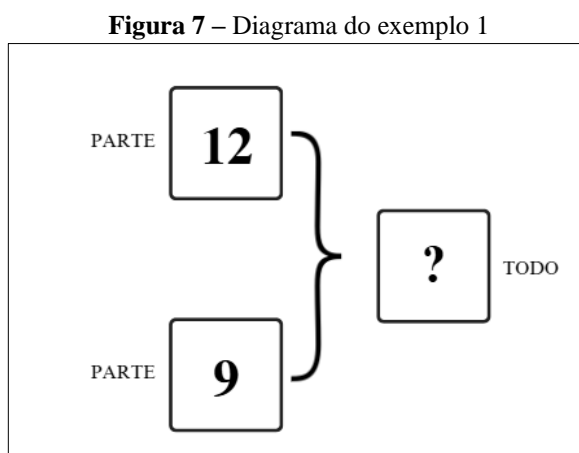 Figura 7 – Diagrama do exemplo 1
PARTE 12
? TODO
PARTE 9